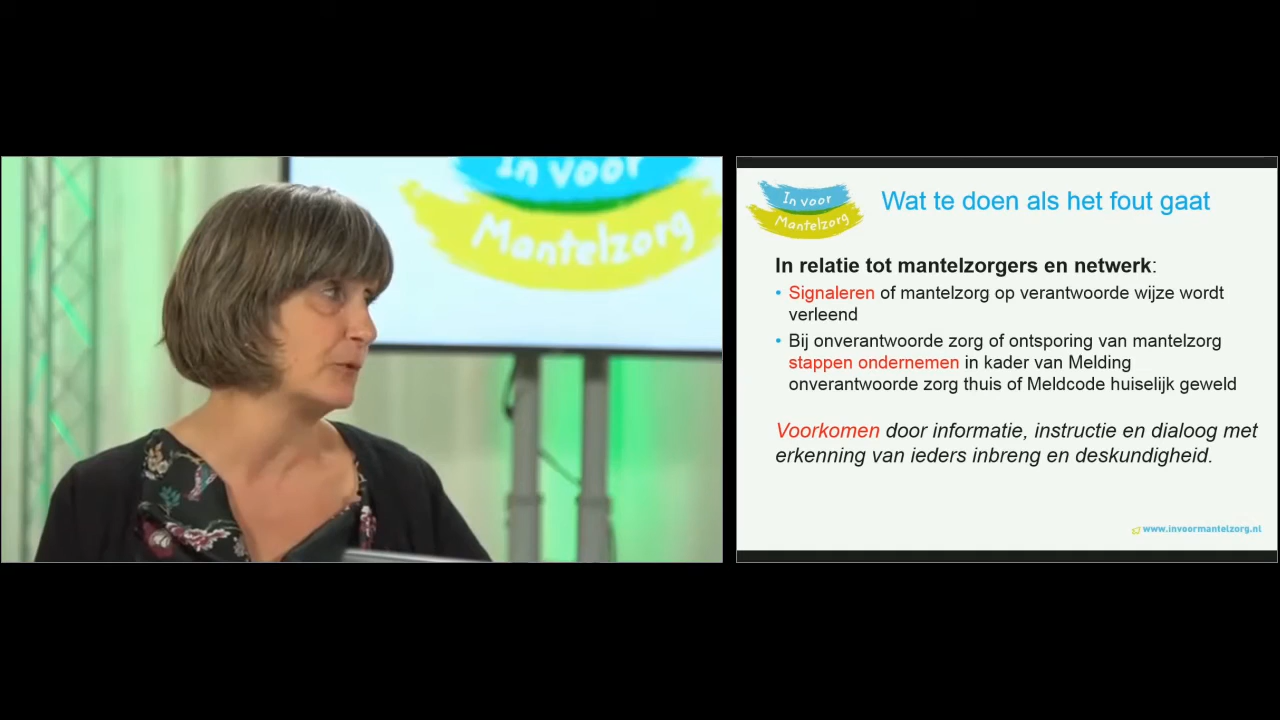 In voor
Mantelzorg
In voor
Mantelzorg
Wat te doen als het fout gaat
In relatie tot mantelzorgers en netwerk:
• Signaleren of mantelzorg op verantwoorde wijze wordt
verleend
• Bij onverantwoorde zorg of ontsporing van mantelzorg
stappen ondernemen in kader van Melding
onverantwoorde zorg thuis of Meldcode huiselijk geweld
Voorkomen door informatie, instructie en dialoog met
erkenning van ieders inbreng en deskundigheid.
www.invoormantelzorg.nl